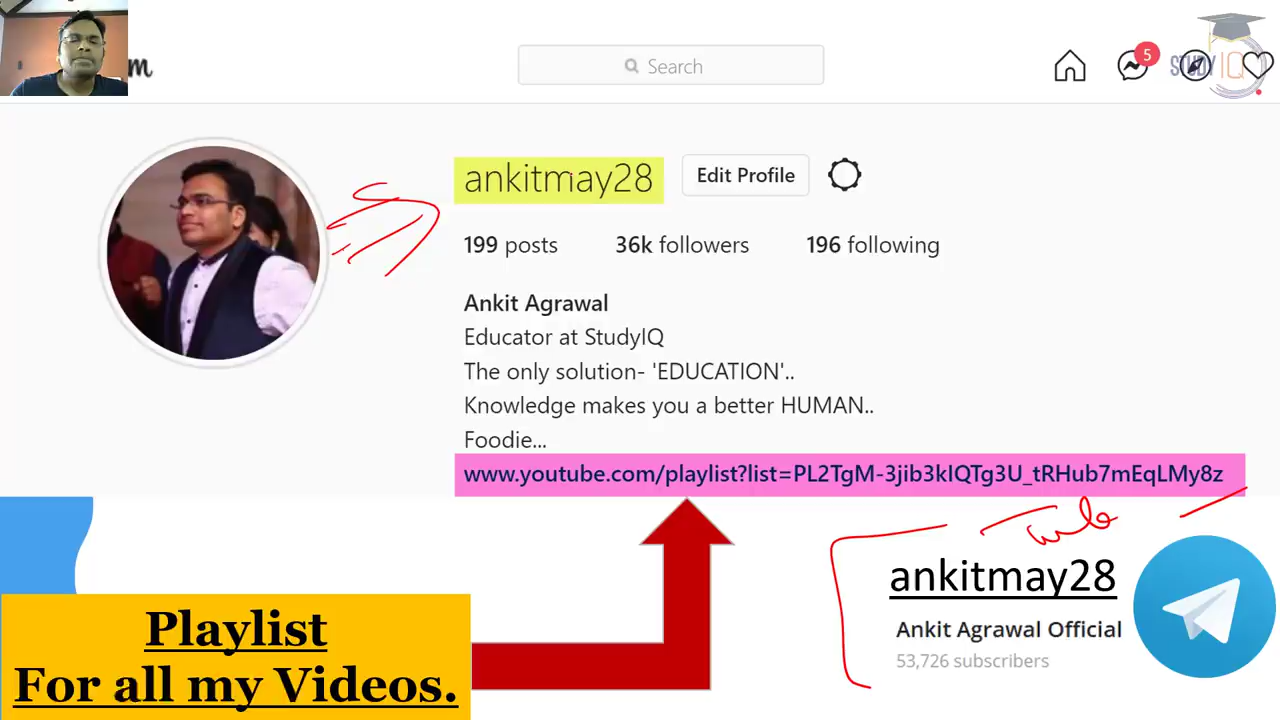 Search
5
STUDY IQ
ankitmay28
Edit Profile
199 posts 36k followers 196 following
Ankit Agrawal
Educator at StudyIQ
The only solution- 'EDUCATION'..
Knowledge makes you a better HUMAN..
Foodie...
www.youtube.com/playlist?list=PL2TgM-3jib3kIQTg3U_tRHub7mEqLMy8z
ankitmay28
Ankit Agrawal Official
53,726 subscribers
Playlist
For all my Videos.